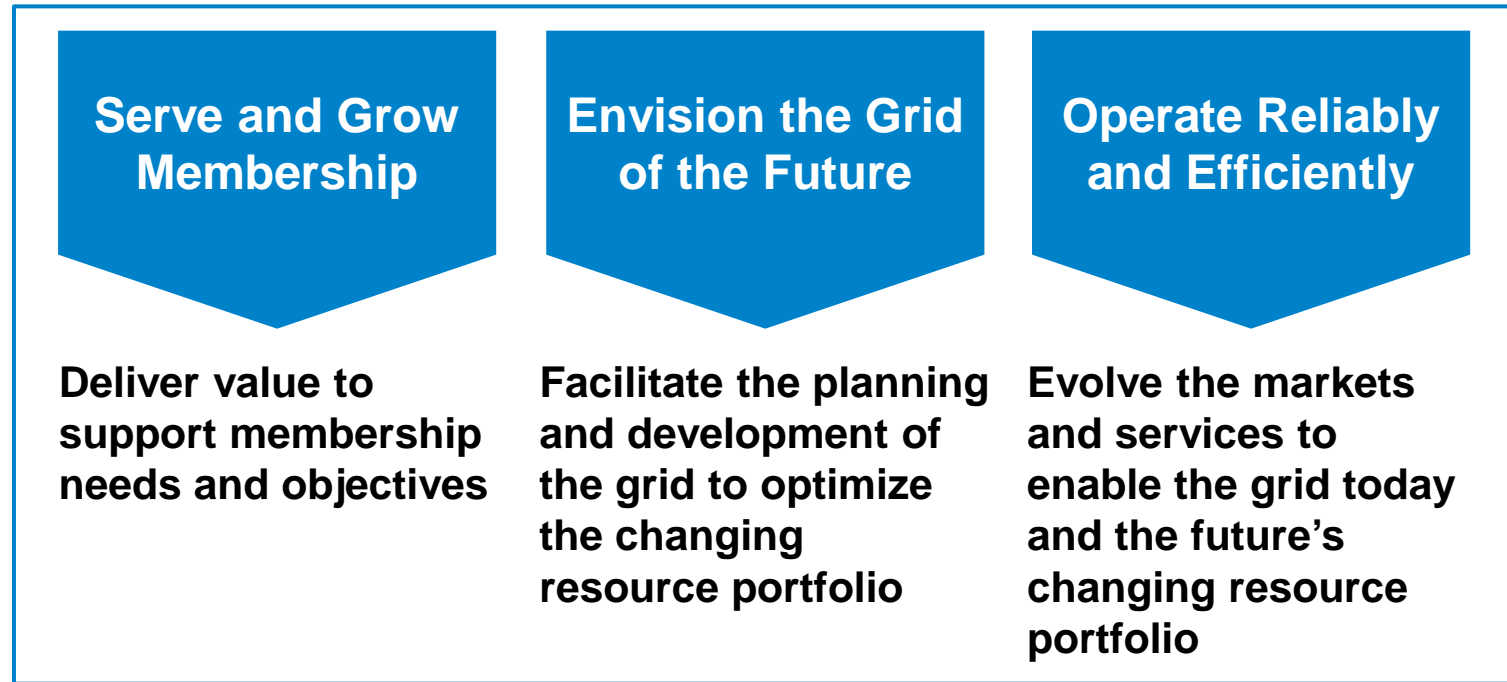 Serve and Grow
Membership
Deliver value to
support membership
needs and objectives
Envision the Grid
of the Future
Facilitate the planning
and development of
the grid to optimize
the changing
resource portfolio
Operate Reliably
and Efficiently
Evolve the markets
and services to
enable the grid today
and the future’s
changing resource
portfolio